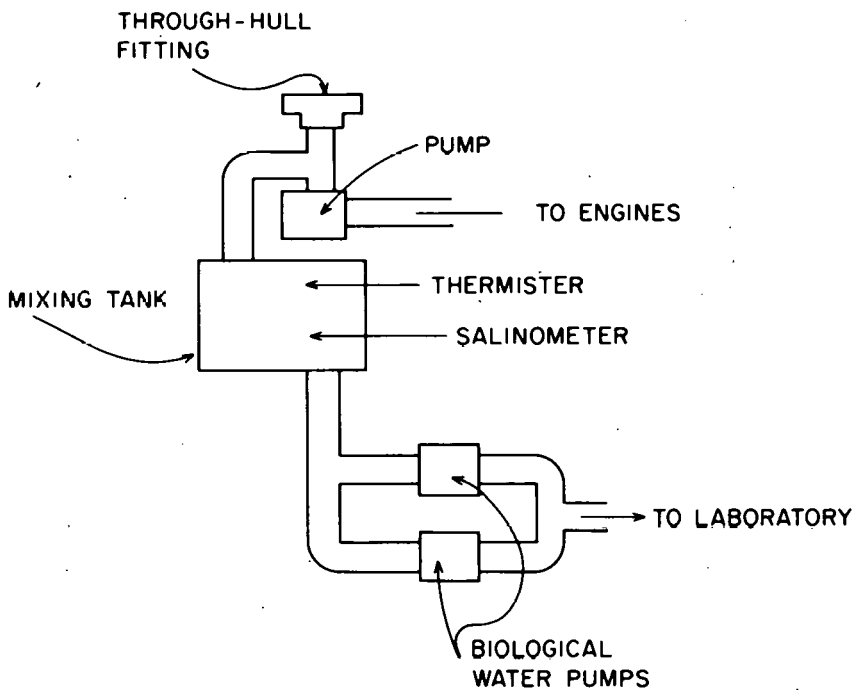 THROUGH-HULL
FITTING
PUMP
TO ENGINES
THERMISTER
MIXING TANK
SALINOMETER
TO LABORATORY
BIOLOGICAL
WATER PUMPS